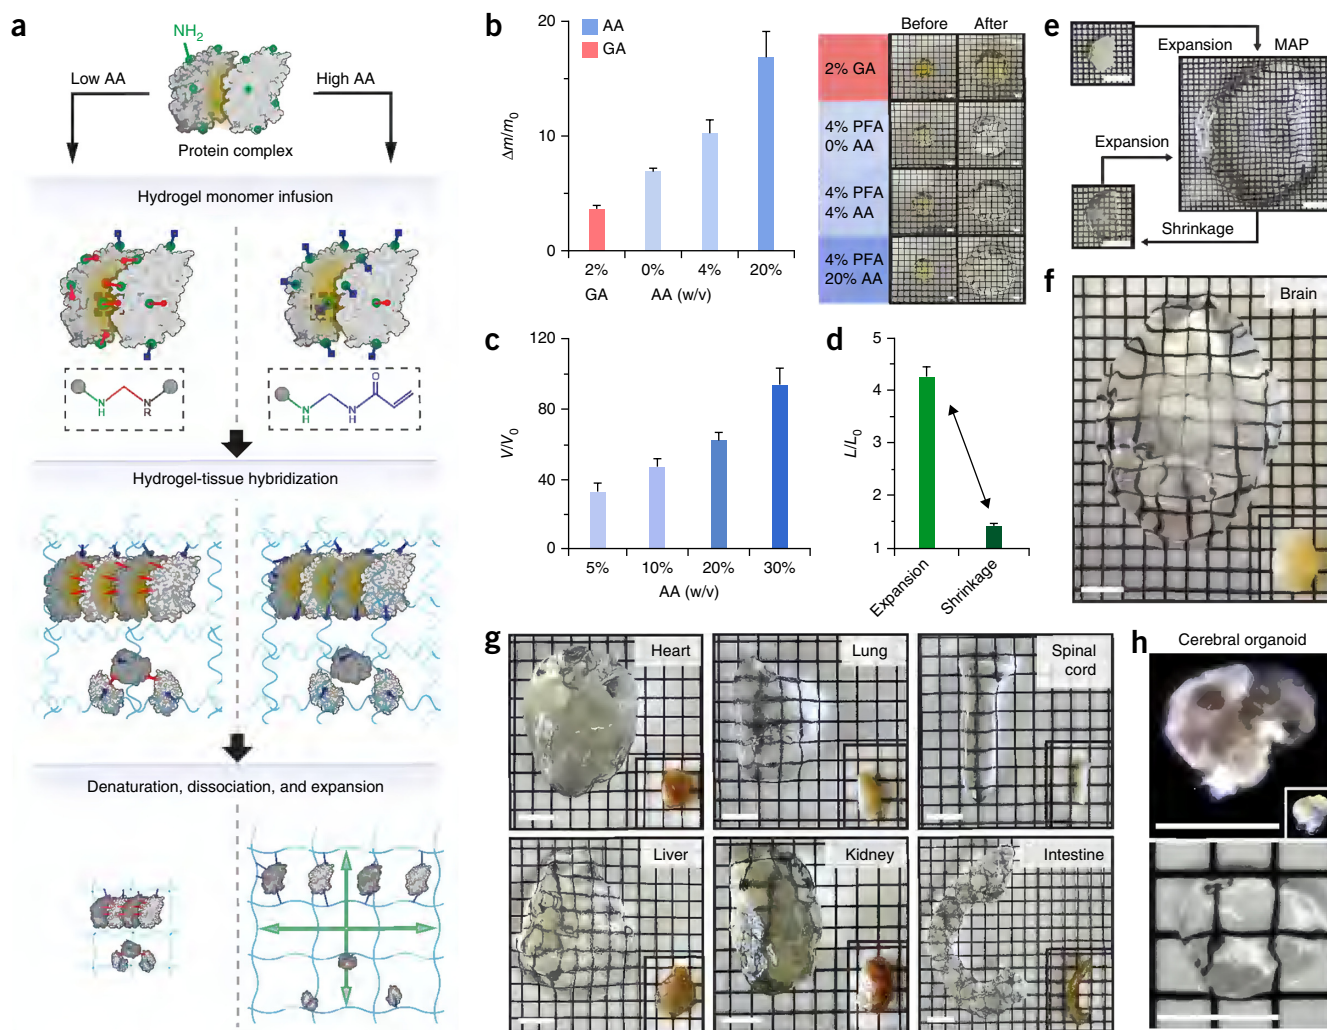 a
NH2
Low AA
High AA
Protein complex
Hydrogel monomer infusion
N
H
N
R
N
H
N
H
O
Hydrogel-tissue hybridization
Denaturation, dissociation, and expansion
b
20
10
0
Δm/m0
AA
GA
2%
0%
4%
20%
GA
AA (w/v)
Before
After
2% GA
4% PFA
0% AA
4% PFA
4% AA
4% PFA
20% AA
c
120
80
40
0
V/V0
5%
10%
20%
30%
AA (w/v)
d
5
4
3
2
1
L/L0
Expansion
Shrinkage
e
Expansion
MAP
Expansion
Shrinkage
f
Brain
g
Heart
Lung
Spinal
cord
Liver
Kidney
Intestine
h
Cerebral organoid